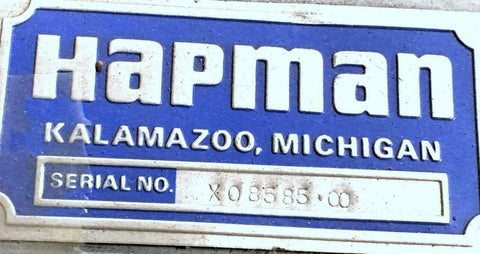 Hapman
KALAMAZOO, MICHIGAN
SERIAL NO. X08585.00